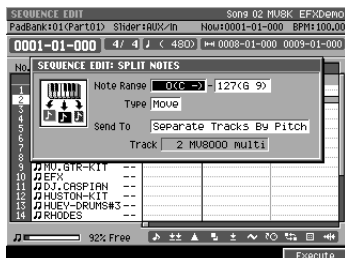 SEQUENCE EDIT Song 02 MV8K EFXDemo
PadBank:01(Part01) Slider:AUX/In Now:0001-01-000 BPM:100.00
0001-01-000 4/ 4 ( 480) 0008-01-000 0009-01-000
No.
SEQUENCE EDIT: SPLIT NOTES
Note Range 0(C -) - 127(G 9)
Type Move
Send To Separate Tracks By Pitch
Track 2 MV8000 multi
1
2
3
4
5
6
7
8
9 MV.GTR-KIT --
10 EFX --
11 DJ.CASPIAN --
12 HUSTON-KIT --
13 HUEY-DRUMS#3 --
14 RHODES --
92% Free
Execute